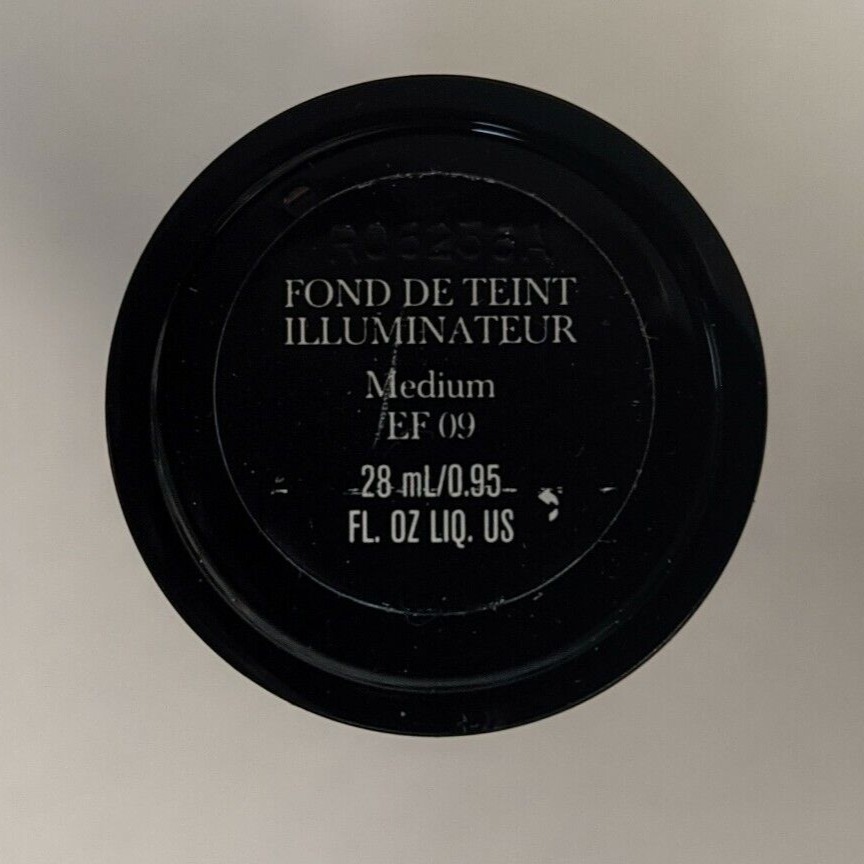 FOND DE TEINT
ILLUMINATEUR
Medium
EF 09
28 mL/0.95
FL. OZ LIQ. US